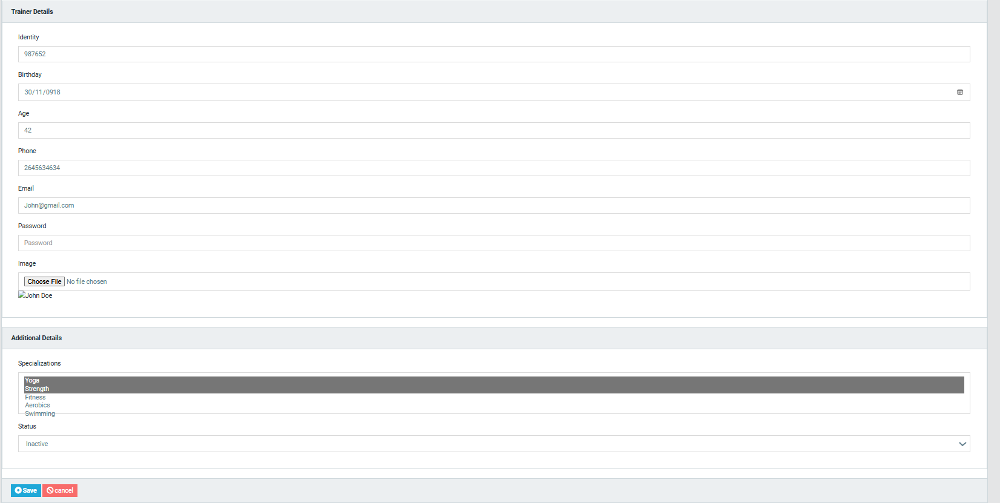 Trainer Details
Identity
987652
Birthday
30/11/0918
Age
42
Phone
2645634634
Email
John@gmail.com
Password
Password
Image
Choose File No file chosen
John Doe
Additional Details
Specializations
Yoga
Strength
Fitness
Aerobics
Swimming
Status
Inactive
Save cancel